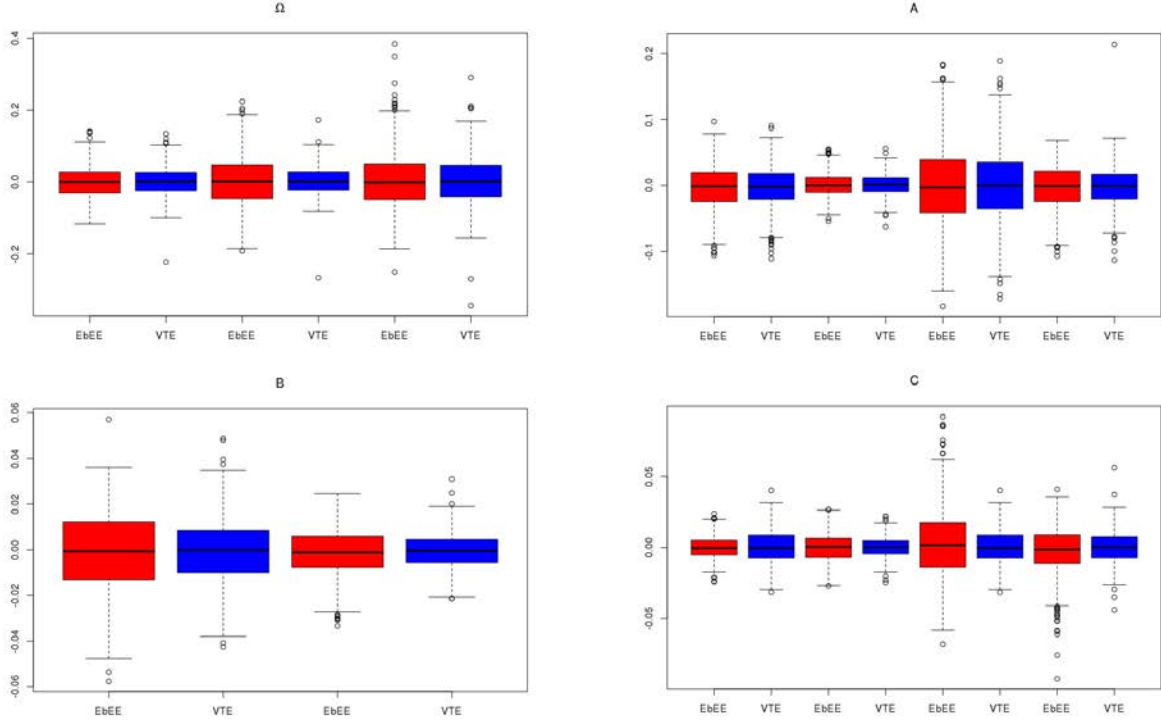 Ω
0.4
0.2
0.0
-0.2
EbEE VTE EbEE VTE EbEE VTE
A
0.2
0.1
0.0
-0.1
EbEE VTE EbEE VTE EbEE VTE EbEE VTE
B
0.06
0.04
0.02
0.00
-0.02
-0.04
-0.06
EbEE VTE EbEE VTE
C
0.05
0.00
-0.05
EbEE VTE EbEE VTE EbEE VTE EbEE VTE